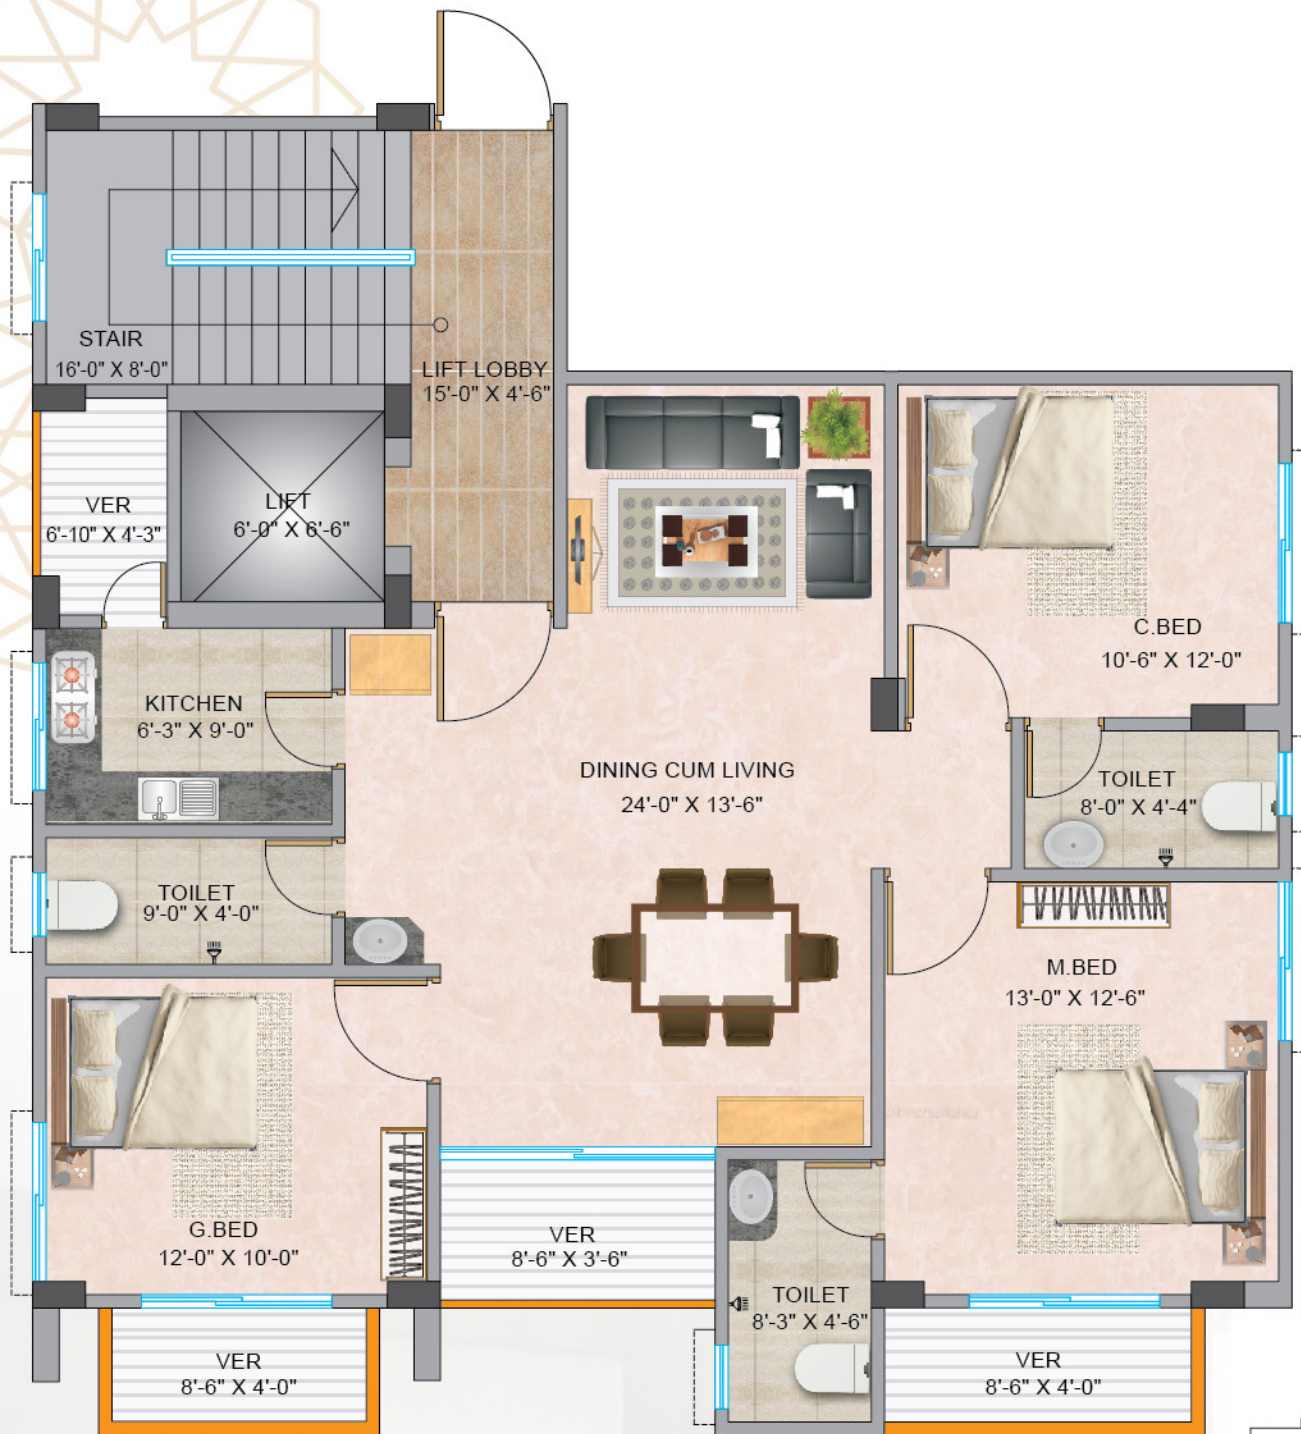 STAIR
16'-0" X 8'-0"
LIFT LOBBY
15'-0" X 4'-6"
VER
6'-10" X 4'-3"
LIFT
6'-0" X 6'-6"
C.BED
10'-6" X 12'-0"
KITCHEN
6'-3" X 9'-0"
DINING CUM LIVING
24'-0" X 13'-6"
TOILET
8'-0" X 4'-4"
TOILET
9'-0" X 4'-0"
M.BED
13'-0" X 12'-6"
G.BED
12'-0" X 10'-0"
VER
8'-6" X 3'-6"
TOILET
8'-3" X 4'-6"
VER
8'-6" X 4'-0"
VER
8'-6" X 4'-0"